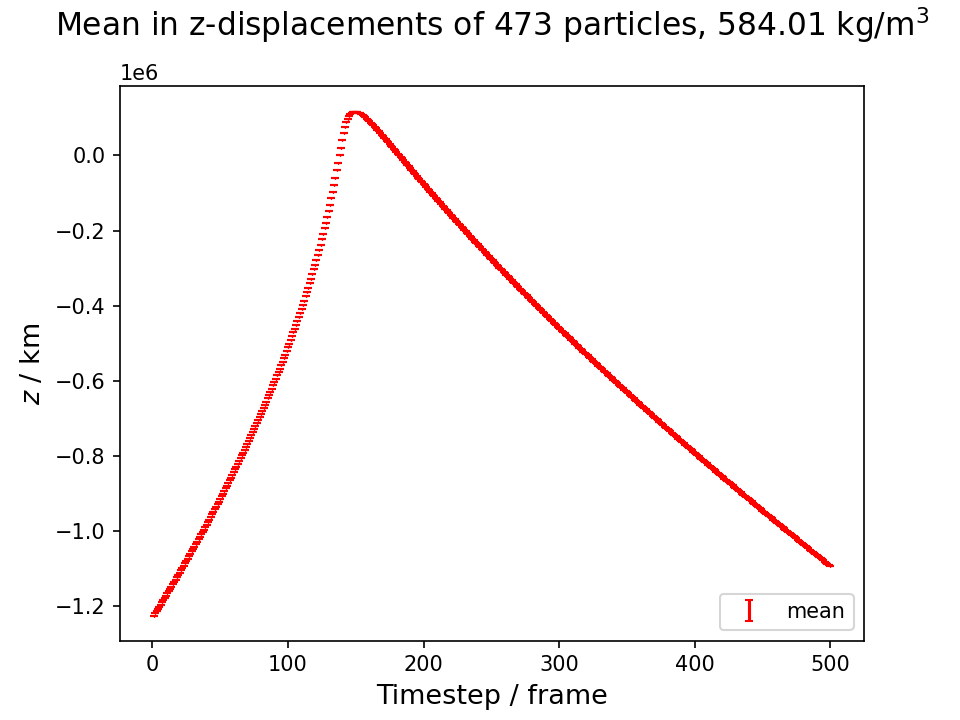 Mean in z-displacements of 473 particles, 584.01 kg/m³
1e6
0.0
−0.2
−0.4
−0.6
−0.8
−1.0
−1.2
z / km
mean
0 100 200 300 400 500
Timestep / frame